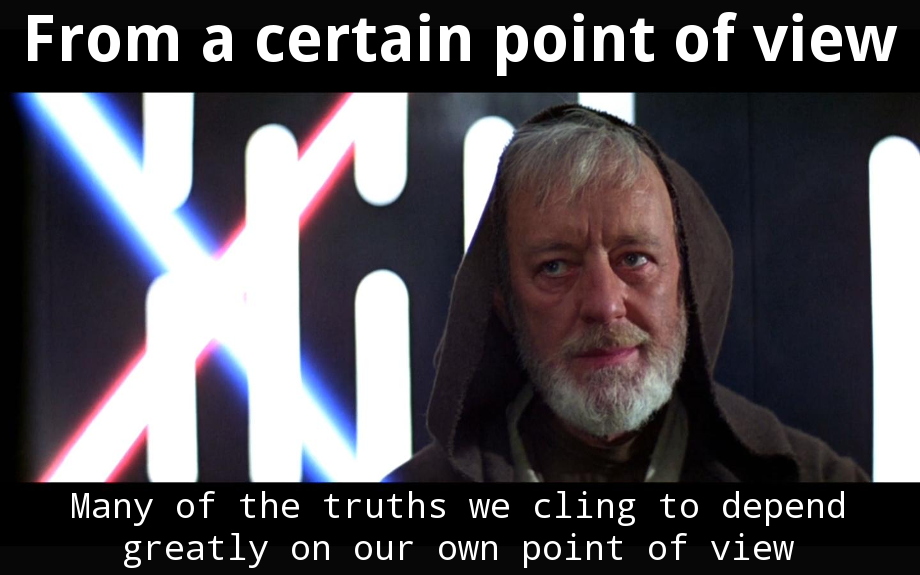 From a certain point of view
Many of the truths we cling to depend
greatly on our own point of view